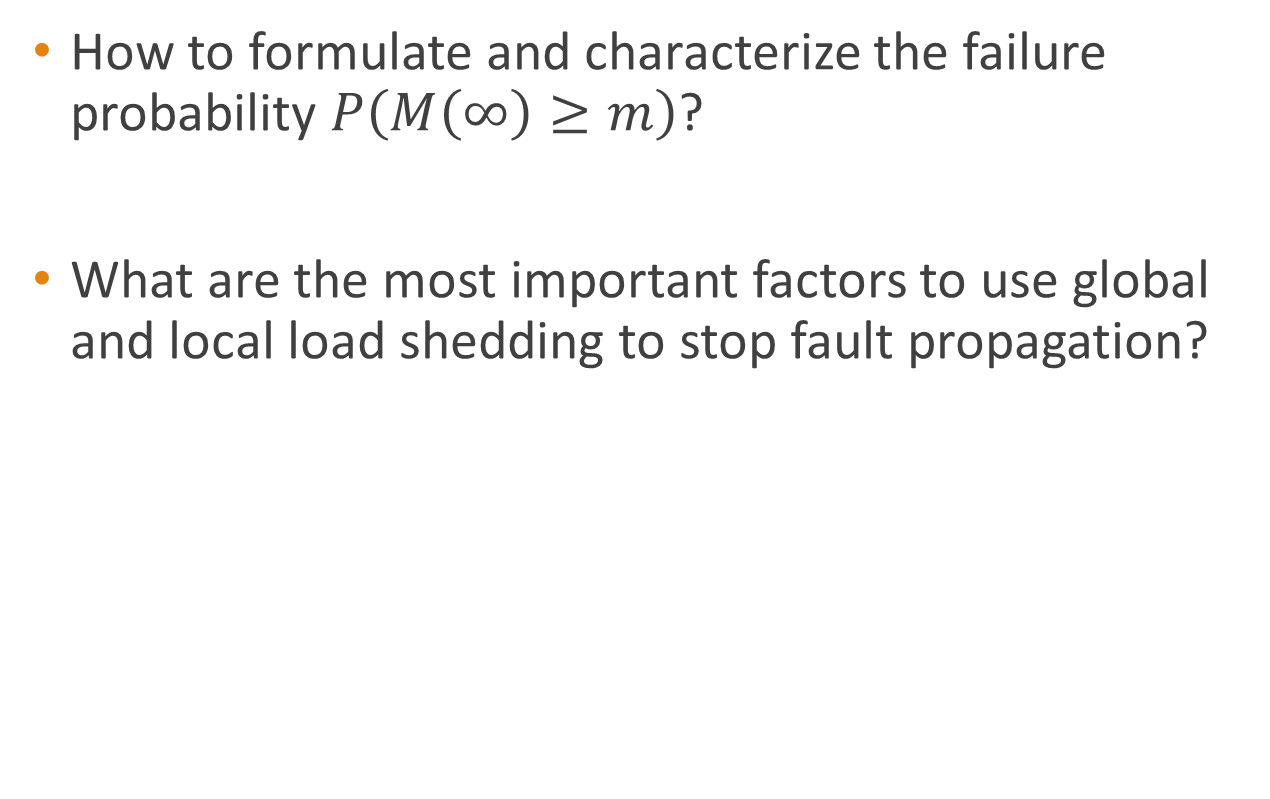 • How to formulate and characterize the failure
probability 𝑃(𝑀(∞) ≥ 𝑚)?
• What are the most important factors to use global
and local load shedding to stop fault propagation?